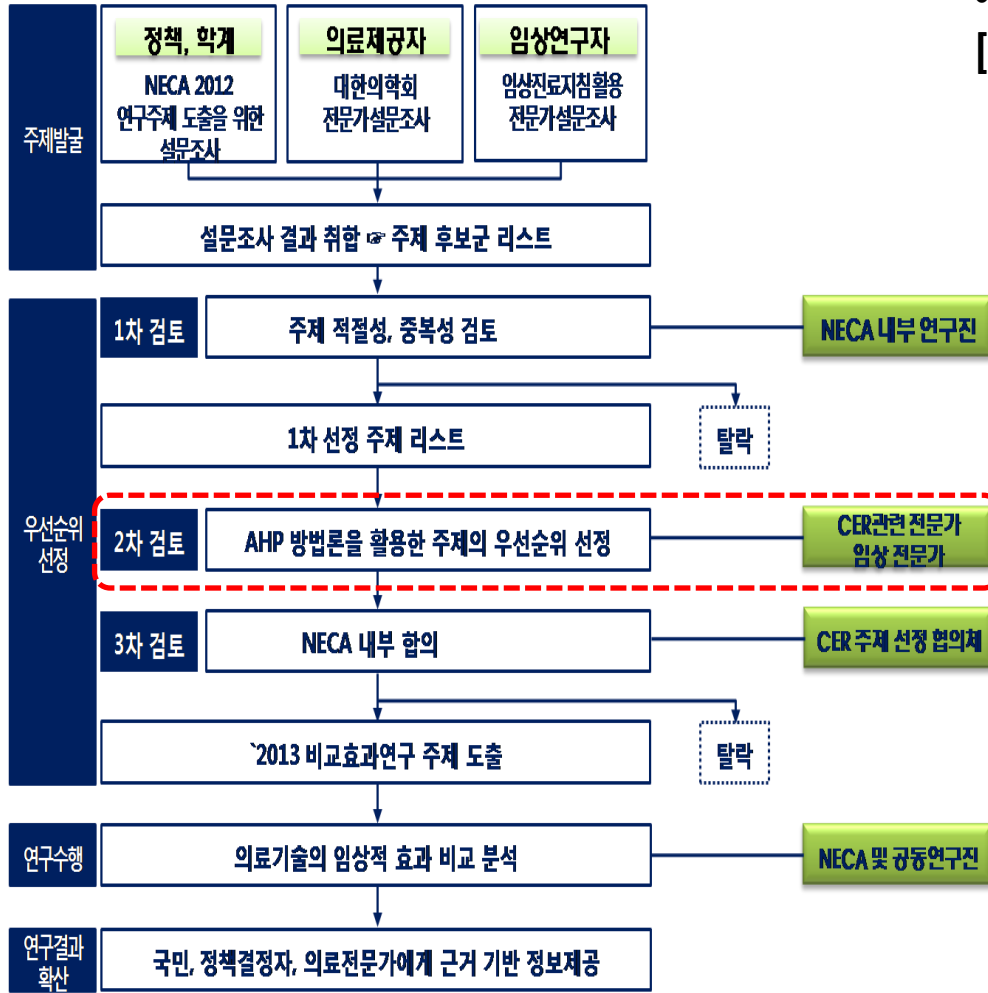 [
정책, 학계
NECA 2012
연구주제 도출을 위한
설문조사
의료제공자
대한의학회
전문가설문조사
임상연구자
임상진료지침활용
전문가설문조사
주제발굴
설문조사 결과 취합 ☞ 주제 후보군 리스트
1차 검토
주제 적절성, 중복성 검토
NECA 내부 연구진
1차 선정 주제 리스트
탈락
우선순위
선정
2차 검토
AHP 방법론을 활용한 주제의 우선순위 선정
CER관련 전문가
임상 전문가
3차 검토
NECA 내부 합의
CER 주제 선정 협의체
`2013 비교효과연구 주제 도출
탈락
연구수행
의료기술의 임상적 효과 비교 분석
NECA 및 공동연구진
연구결과
확산
국민, 정책결정자, 의료전문가에게 근거 기반 정보제공